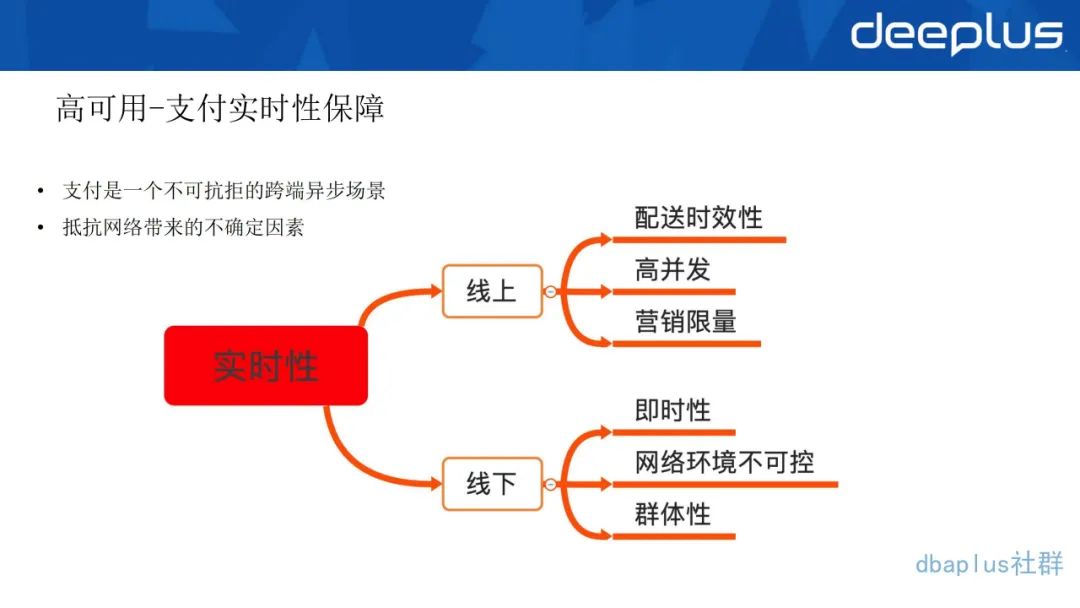 deeplus
高可用-支付实时性保障
• 支付是一个不可抗拒的跨端异步场景
• 抵抗网络带来的不确定因素
实时性
线上
配送时效性
高并发
营销限量
线下
即时性
网络环境不可控
群体性
dbaplus社群